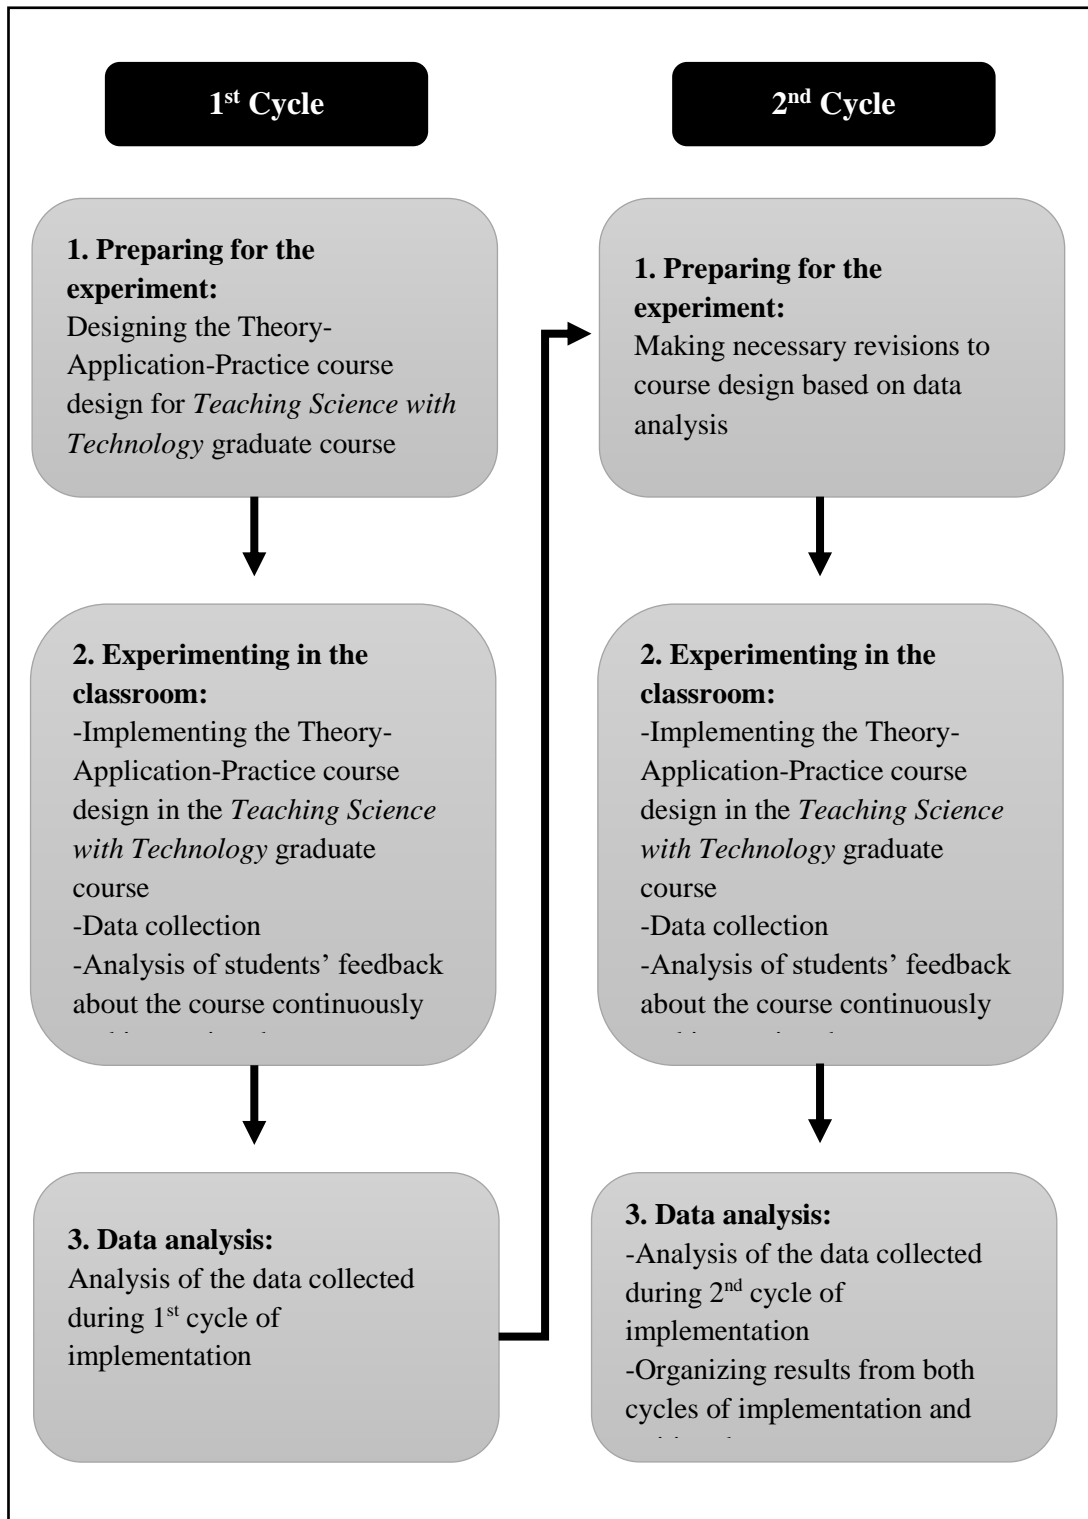 1st Cycle
1. Preparing for the
experiment:
Designing the Theory-
Application-Practice course
design for Teaching Science with
Technology graduate course
2. Experimenting in the
classroom:
-Implementing the Theory-
Application-Practice course
design in the Teaching Science
with Technology graduate
course
-Data collection
-Analysis of students’ feedback
about the course continuously
3. Data analysis:
Analysis of the data collected
during 1st cycle of
implementation
2nd Cycle
1. Preparing for the
experiment:
Making necessary revisions to
course design based on data
analysis
2. Experimenting in the
classroom:
-Implementing the Theory-
Application-Practice course
design in the Teaching Science
with Technology graduate
course
-Data collection
-Analysis of students’ feedback
about the course continuously
3. Data analysis:
-Analysis of the data collected
during 2nd cycle of
implementation
-Organizing results from both
cycles of implementation and